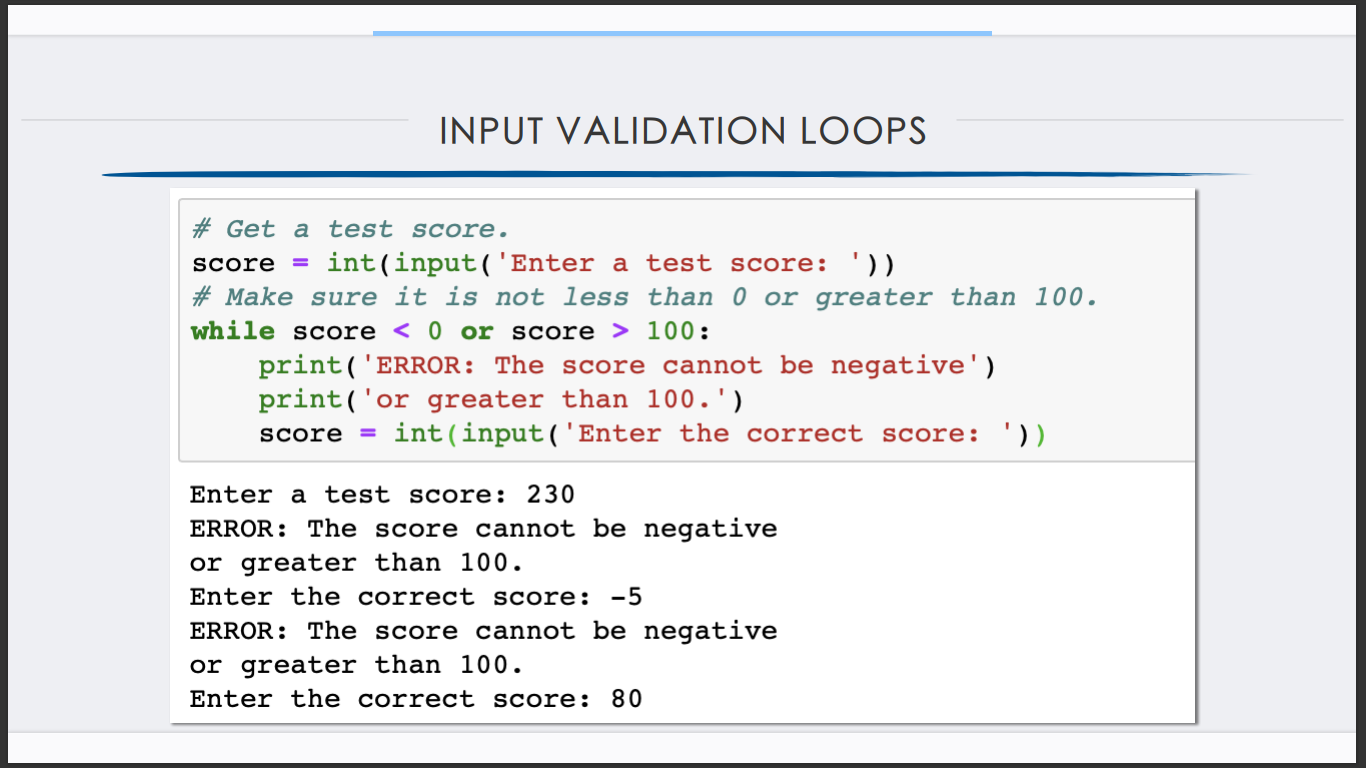 INPUT VALIDATION LOOPS
# Get a test score.
score = int(input('Enter a test score: '))
# Make sure it is not less than 0 or greater than 100.
while score < 0 or score > 100:
    print('ERROR: The score cannot be negative')
    print('or greater than 100.')
    score = int(input('Enter the correct score: '))
Enter a test score: 230
ERROR: The score cannot be negative
or greater than 100.
Enter the correct score: -5
ERROR: The score cannot be negative
or greater than 100.
Enter the correct score: 80